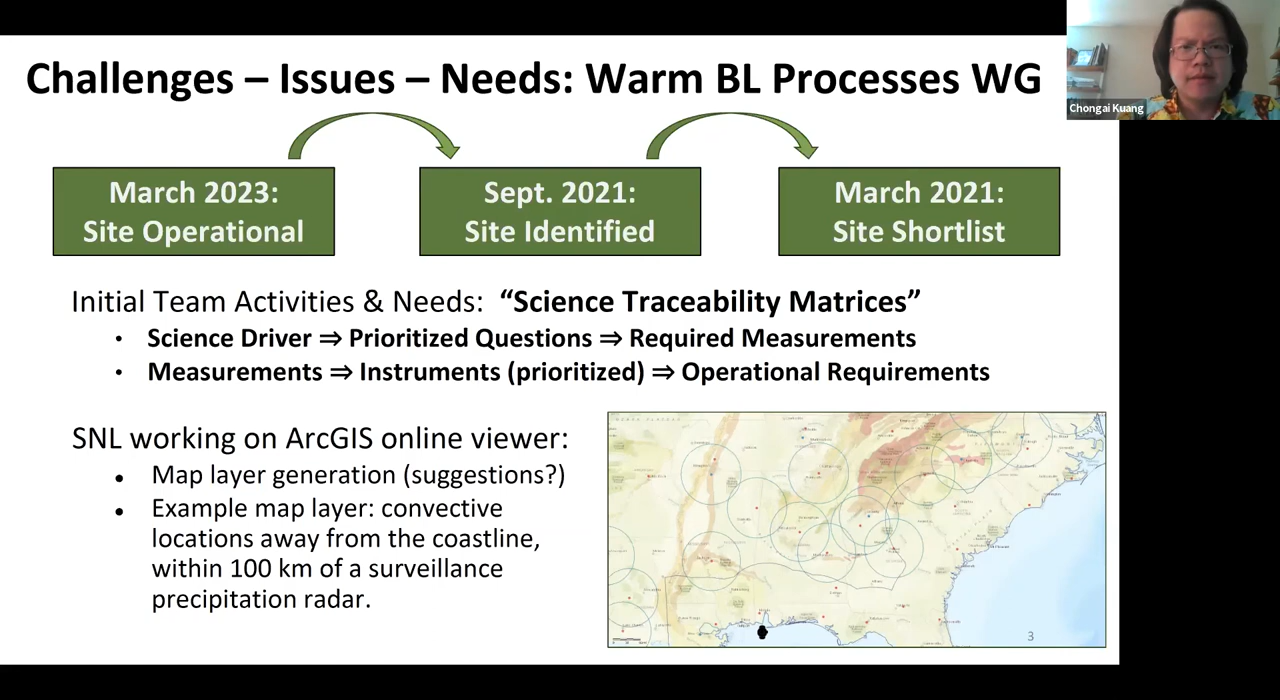 Challenges – Issues – Needs: Warm BL Processes WG
Chongai Kuang
March 2023:
Site Operational
Sept. 2021:
Site Identified
March 2021:
Site Shortlist
Initial Team Activities & Needs: “Science Traceability Matrices”
• Science Driver ⇒ Prioritized Questions ⇒ Required Measurements
• Measurements ⇒ Instruments (prioritized) ⇒ Operational Requirements
SNL working on ArcGIS online viewer:
● Map layer generation (suggestions?)
● Example map layer: convective
locations away from the coastline,
within 100 km of a surveillance
precipitation radar.
3